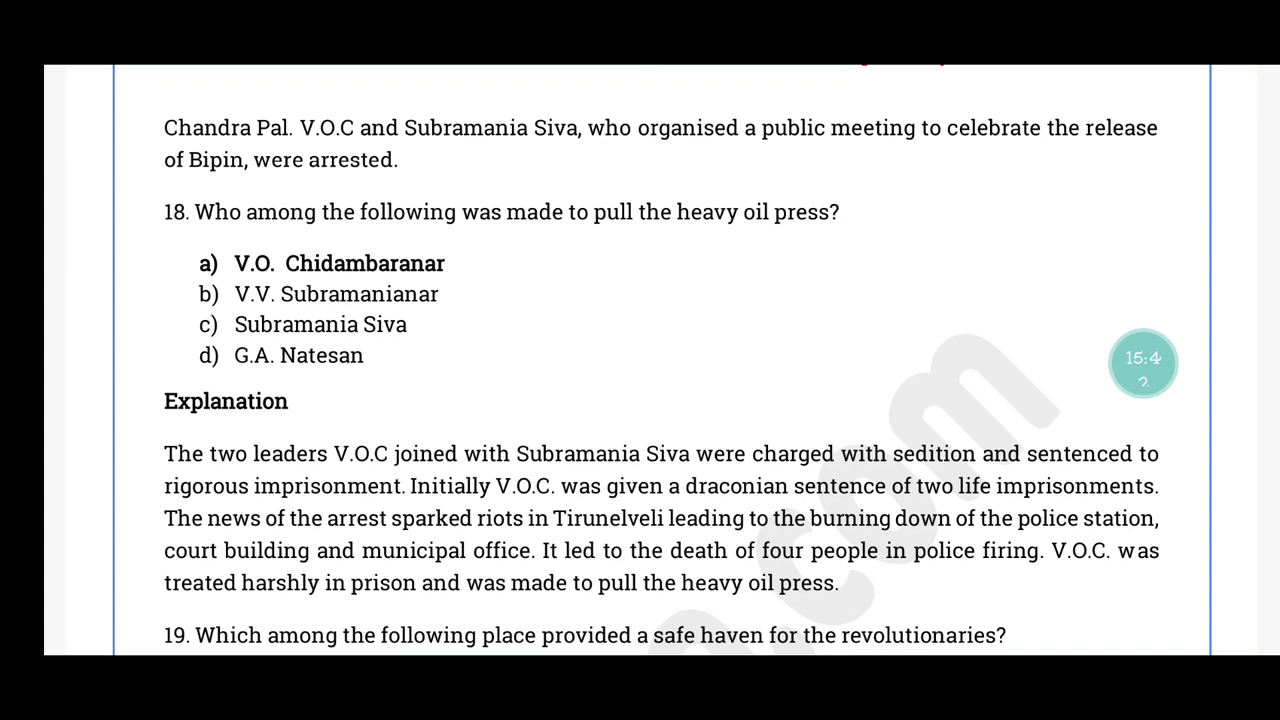 Chandra Pal. V.O.C and Subramania Siva, who organised a public meeting to celebrate the release
of Bipin, were arrested.
18. Who among the following was made to pull the heavy oil press?
a) V.O. Chidambaranar
b) V.V. Subramanianar
c) Subramania Siva
d) G.A. Natesan
15:4
2
Explanation
The two leaders V.O.C joined with Subramania Siva were charged with sedition and sentenced to
rigorous imprisonment. Initially V.O.C. was given a draconian sentence of two life imprisonments.
The news of the arrest sparked riots in Tirunelveli leading to the burning down of the police station,
court building and municipal office. It led to the death of four people in police firing. V.O.C. was
treated harshly in prison and was made to pull the heavy oil press.
19. Which among the following place provided a safe haven for the revolutionaries?
.com